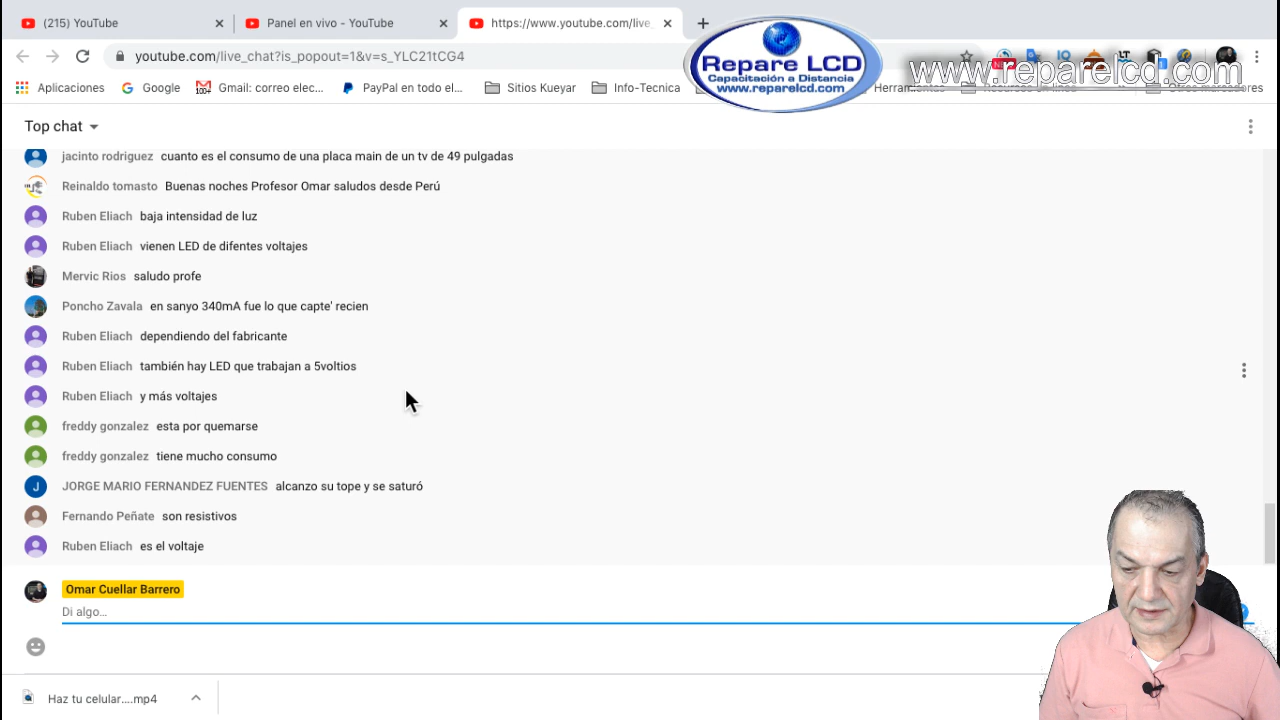 (215) YouTube
Panel en vivo - YouTube
https://www.youtube.com/live_
youtube.com/live_chat?is_popout=1&v=s_YLC21tCG4
Repare LCD
Capacitación a Distancia
www.reparelcd.com
www.reparelcd.com
Aplicaciones
Google
Gmail: correo elec...
PayPal en todo el...
Sitios Kueyar
Info-Tecnica
Herramientas
Recursos en línea
Otros marcadores
Top chat
jacinto rodriguez cuanto es el consumo de una placa main de un tv de 49 pulgadas
Reinaldo tomasto Buenas noches Profesor Omar saludos desde Perú
Ruben Eliach baja intensidad de luz
Ruben Eliach vienen LED de difentes voltajes
Mervic Rios saludo profe
Poncho Zavala en sanyo 340mA fue lo que capte' recien
Ruben Eliach dependiendo del fabricante
Ruben Eliach también hay LED que trabajan a 5voltios
Ruben Eliach y más voltajes
freddy gonzalez esta por quemarse
freddy gonzalez tiene mucho consumo
J JORGE MARIO FERNANDEZ FUENTES alcanzo su tope y se saturó
Fernando Peñate son resistivos
Ruben Eliach es el voltaje
Omar Cuellar Barrero
Di algo...
Haz tu celular....mp4